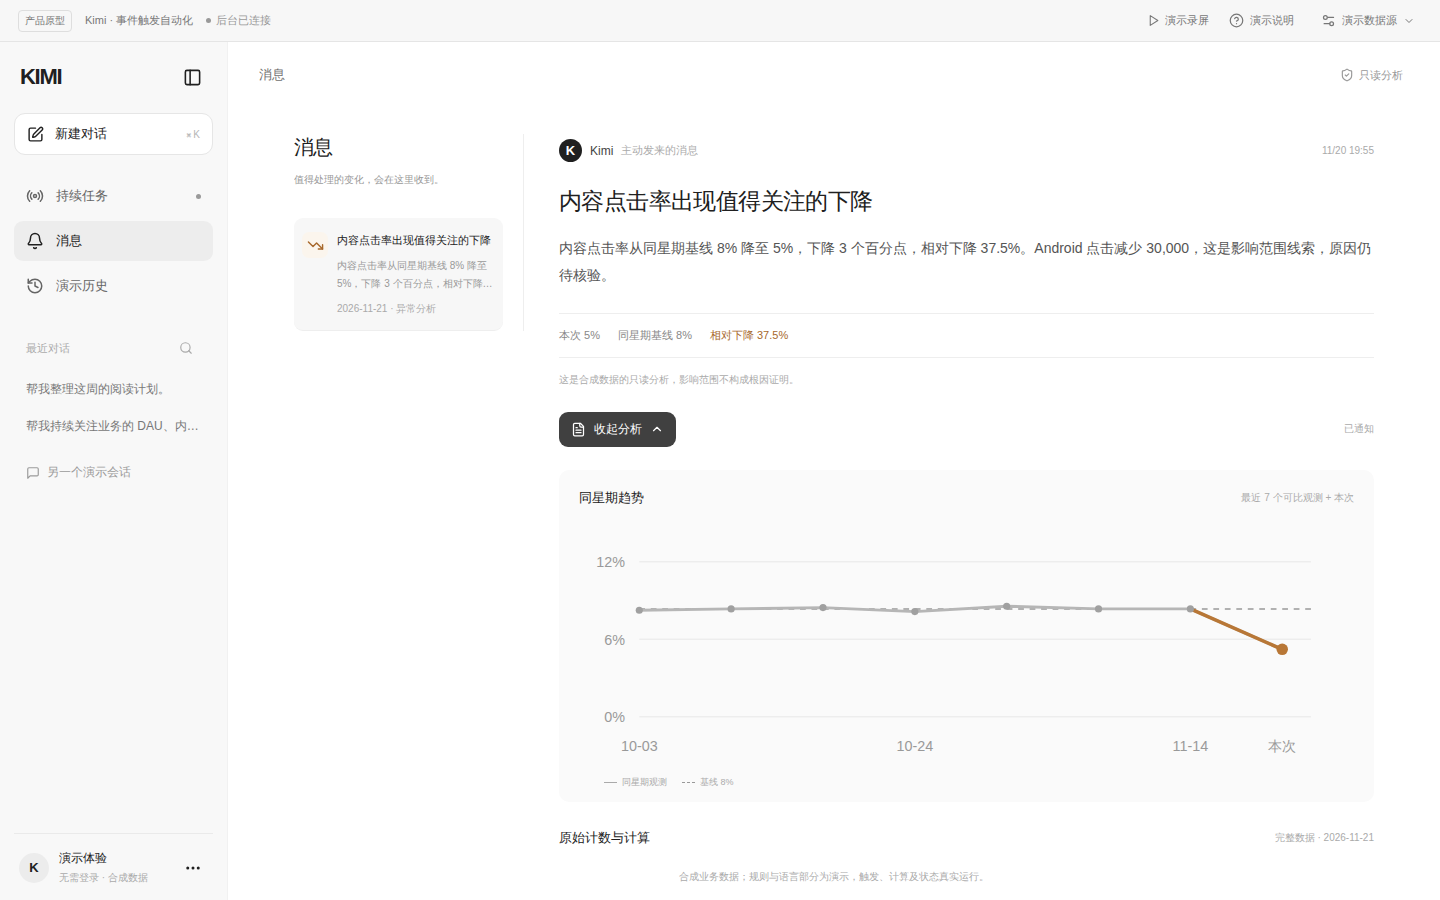 产品原型
Kimi · 事件触发自动化
后台已连接
演示录屏
演示说明
演示数据源
KIMI
新建对话
⌘K
持续任务
消息
演示历史
最近对话
帮我整理这周的阅读计划。
帮我持续关注业务的 DAU、内...
另一个演示会话
K
演示体验
无需登录 · 合成数据
消息
只读分析
消息
值得处理的变化，会在这里收到。
内容点击率出现值得关注的下降
内容点击率从同星期基线 8% 降至
5%，下降 3 个百分点，相对下降...
2026-11-21 · 异常分析
K
Kimi 主动发来的消息
11/20 19:55
内容点击率出现值得关注的下降
内容点击率从同星期基线 8% 降至 5%，下降 3 个百分点，相对下降 37.5%。Android 点击减少 30,000，这是影响范围线索，原因仍
待核验。
本次 5%
同星期基线 8%
相对下降 37.5%
这是合成数据的只读分析，影响范围不构成根因证明。
收起分析
已通知
同星期趋势
最近 7 个可比观测 + 本次
12%
6%
0%
10-03
10-24
11-14
本次
同星期观测
基线 8%
原始计数与计算
完整数据 · 2026-11-21
合成业务数据；规则与语言部分为演示，触发、计算及状态真实运行。